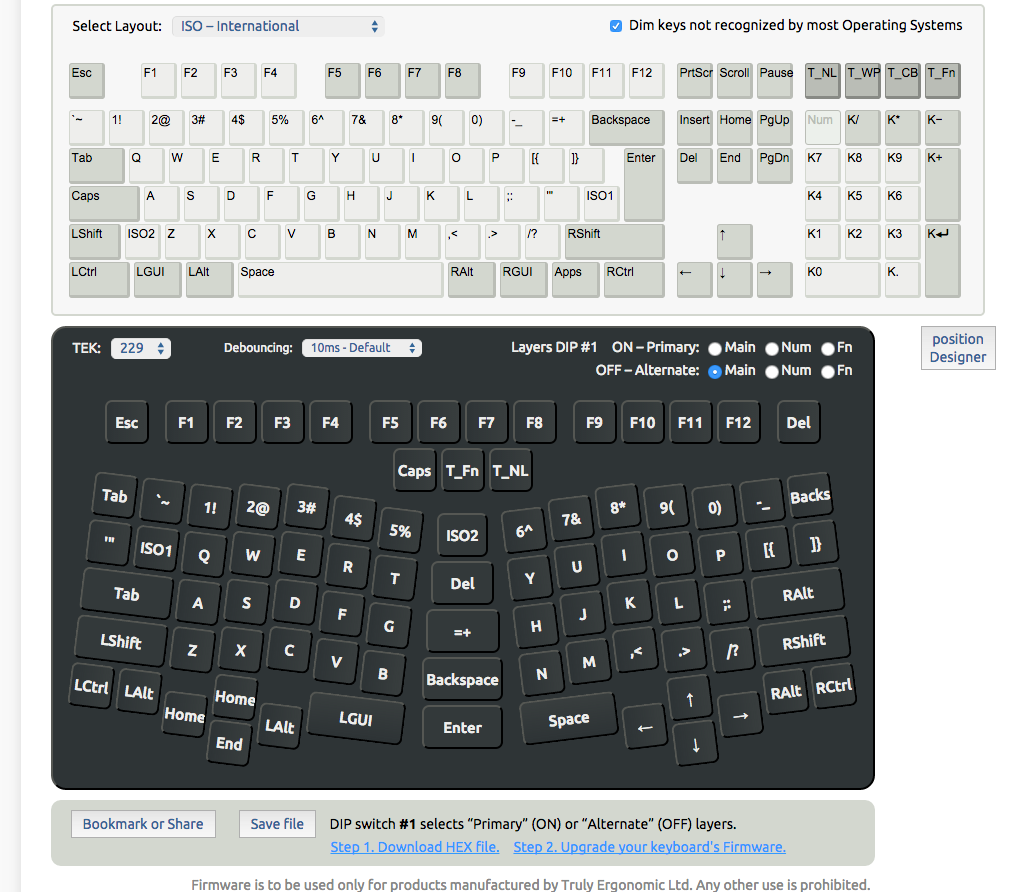 Select Layout: ISO – International Dim keys not recognized by most Operating Systems
Esc F1 F2 F3 F4 F5 F6 F7 F8 F9 F10 F11 F12 PrtScr Scroll Pause T_NL T_WP T_CB T_Fn
`~ 1! 2@ 3# 4$ 5% 6^ 7& 8* 9( 0) -_ =+ Backspace Insert Home PgUp Num K/ K* K−
Tab Q W E R T Y U I O P [{ ]} Enter Del End PgDn K7 K8 K9 K+
Caps A S D F G H J K L ;: '" ISO1 K4 K5 K6
LShift ISO2 Z X C V B N M ,< .> /? RShift ↑ K1 K2 K3 K↵
LCtrl LGUI LAlt Space RAlt RGUI Apps RCtrl ← ↓ → K0 K.
TEK: 229 Debouncing: 10ms - Default Layers DIP #1 ON – Primary: Main Num Fn
OFF – Alternate: Main Num Fn
position
Designer
Esc F1 F2 F3 F4 F5 F6 F7 F8 F9 F10 F11 F12 Del
Caps T_Fn T_NL
Tab `~ 1! 2@ 3# 4$ 5% ISO2 6^ 7& 8* 9( 0) -_ Backs
'" ISO1 Q W E R T Del Y U I O P [{ ]}
Tab A S D F G =+ H J K L ;: RAlt
LShift Z X C V B Backspace N M ,< .> /? RShift
LCtrl LAlt Home Home End LAlt LGUI Enter Space ← ↑ ↓ → RAlt RCtrl
Bookmark or Share Save file DIP switch #1 selects “Primary” (ON) or “Alternate” (OFF) layers.
Step 1. Download HEX file. Step 2. Upgrade your keyboard's Firmware.
Firmware is to be used only for products manufactured by Truly Ergonomic Ltd. Any other use is prohibited.